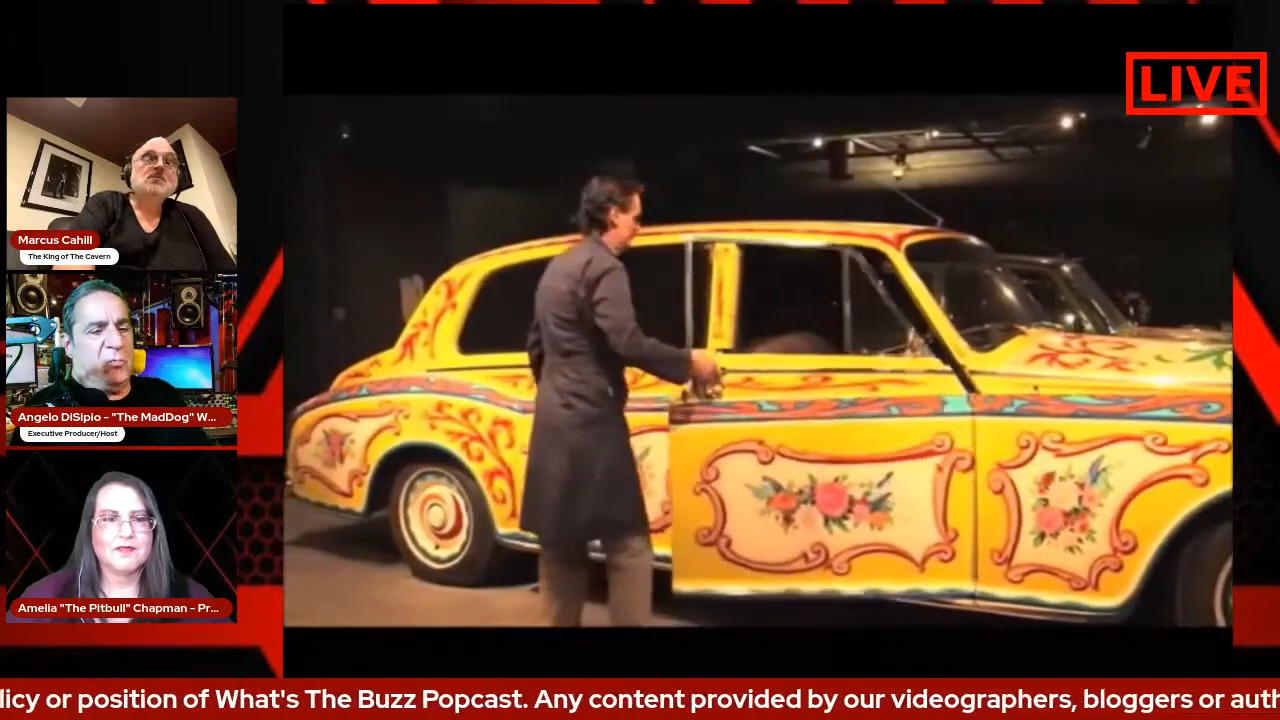 LIVE
Marcus Cahill
The King of The Cavern
Angelo DiSipio - "The MadDog" W...
Executive Producer/Host
Amelia "The Pitbull" Chapman - Pr...
licy or position of What's The Buzz Popcast. Any content provided by our videographers, bloggers or auth